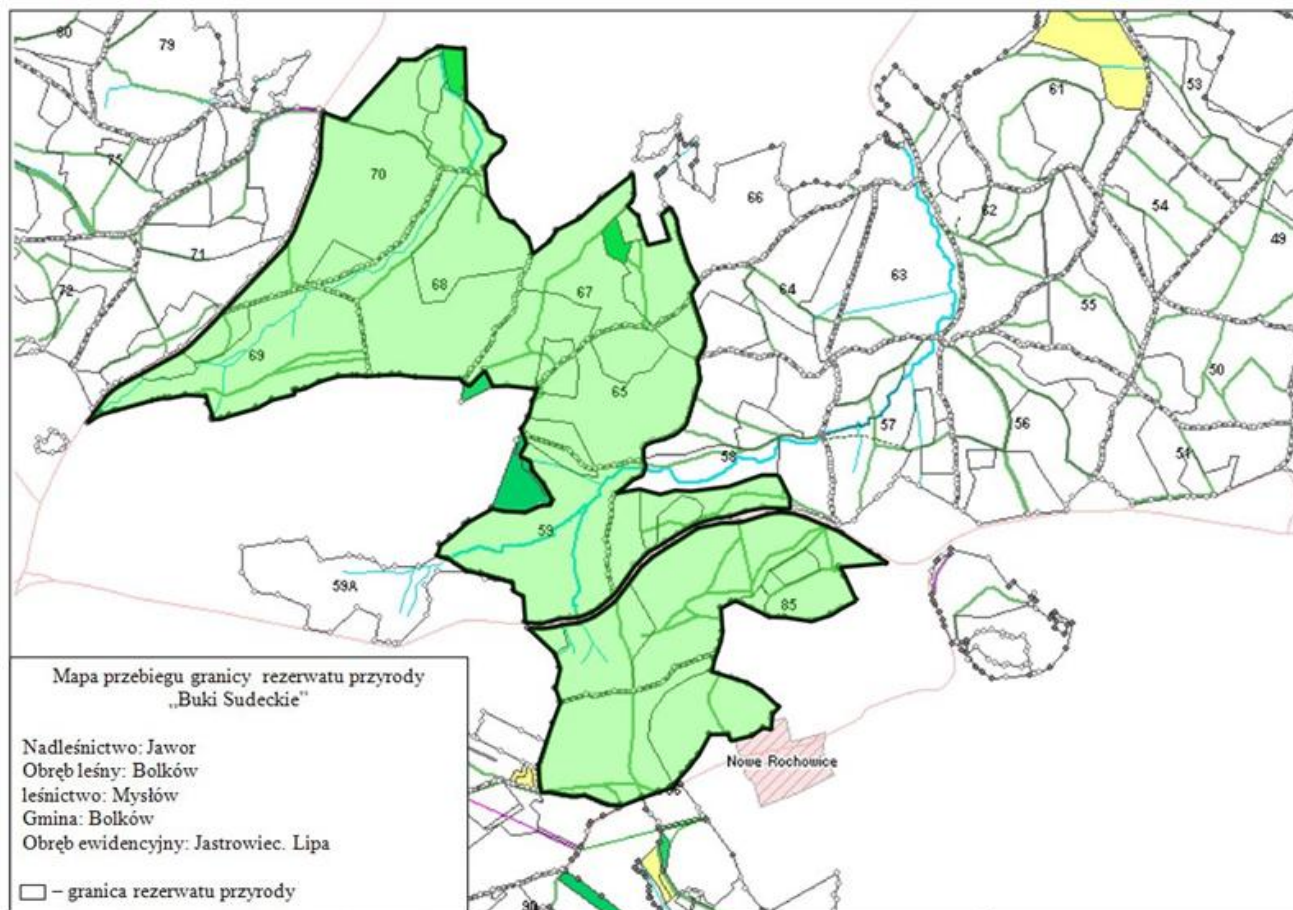 80
79
61
53
75
70
66
62
54
49
71
63
72
68
67
64
55
69
65
50
57
56
58
51
59
59A
85
Mapa przebiegu granicy rezerwatu przyrody
„Buki Sudeckie”
Nadleśnictwo: Jawor
Obręb leśny: Bolków
leśnictwo: Mysłów
Gmina: Bolków
Obręb ewidencyjny: Jastrowiec. Lipa
– granica rezerwatu przyrody
Nowe Rochowice
90